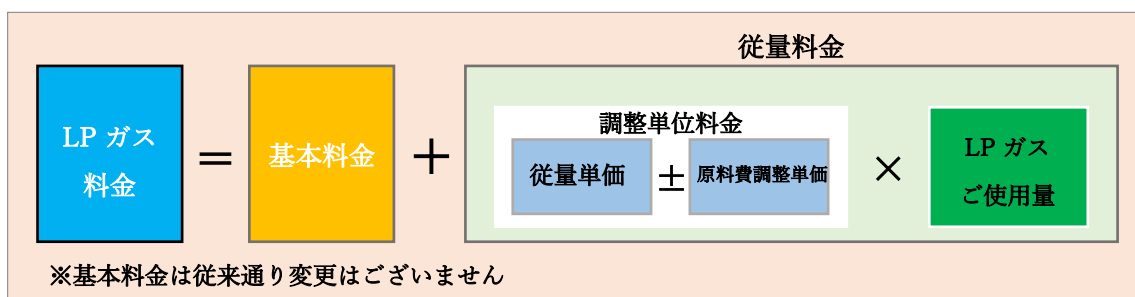 従量料金
LP ガス
料金
＝
基本料金
＋
調整単位料金
従量単価
±
原料費調整単価
×
LP ガス
ご使用量
※基本料金は従来通り変更はございません